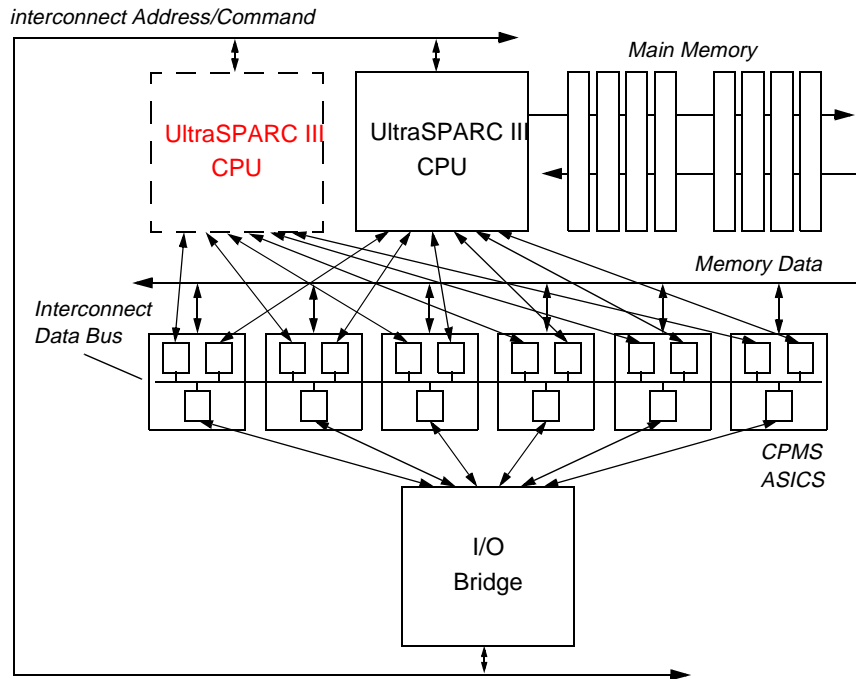 interconnect Address/Command
Main Memory
UltraSPARC III
CPU
UltraSPARC III
CPU
Memory Data
Interconnect
Data Bus
CPMS
ASICS
I/O
Bridge